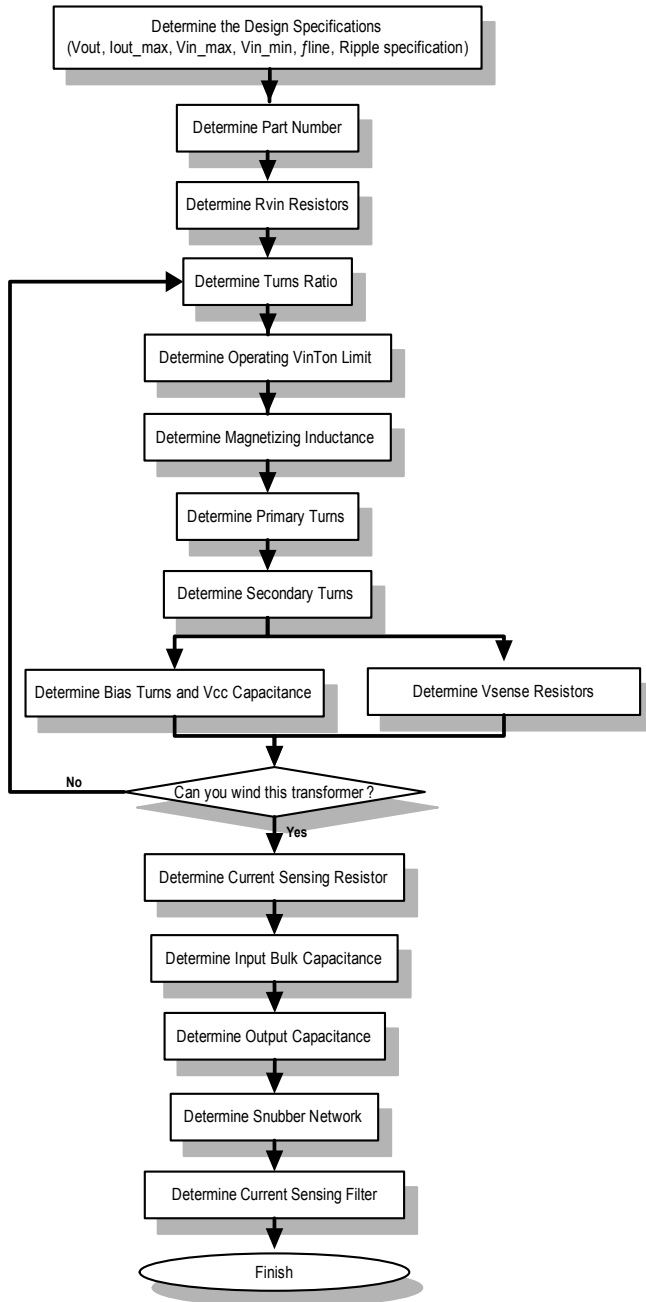 Determine the Design Specifications
(Vout, Iout_max, Vin_max, Vin_min, ƒline, Ripple specification)
Determine Part Number
Determine Rvin Resistors
Determine Turns Ratio
Determine Operating VinTon Limit
Determine Magnetizing Inductance
Determine Primary Turns
Determine Secondary Turns
Determine Bias Turns and Vcc Capacitance
Determine Vsense Resistors
No
Can you wind this transformer ?
Yes
Determine Current Sensing Resistor
Determine Input Bulk Capacitance
Determine Output Capacitance
Determine Snubber Network
Determine Current Sensing Filter
Finish